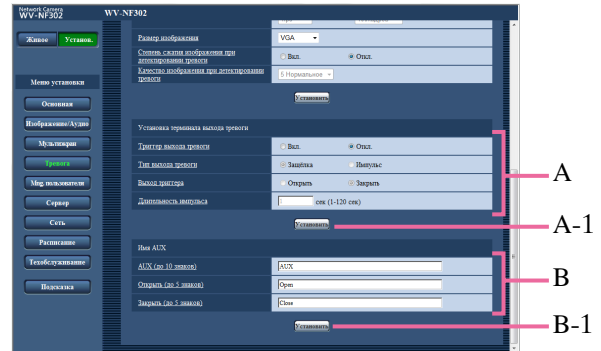 Network Camera
WV-NF302
WV-NF302
Живое
Установ.
Меню установки
Основная
Изображение/Аудио
Мультиэкран
Тревога
Mng. пользователя
Сервер
Сеть
Расписание
Техобслуживание
Подсказка
Размер изображения
VGA
Степень сжатия изображения при детектировании тревоги
Вкл.
Откл.
Качество изображения при детектировании тревоги
5 Нормальное
Установить
Установка терминала выхода тревоги
Триггер выхода тревоги
Вкл.
Откл.
Тип выхода тревоги
Защёлка
Импульс
Выход триггера
Открыть
Закрыть
Длительность импульса
1
сек (1-120 сек)
Установить
Имя AUX
AUX (до 10 знаков)
AUX
Открыть (до 5 знаков)
Open
Закрыть (до 5 знаков)
Close
Установить
A
A-1
B
B-1